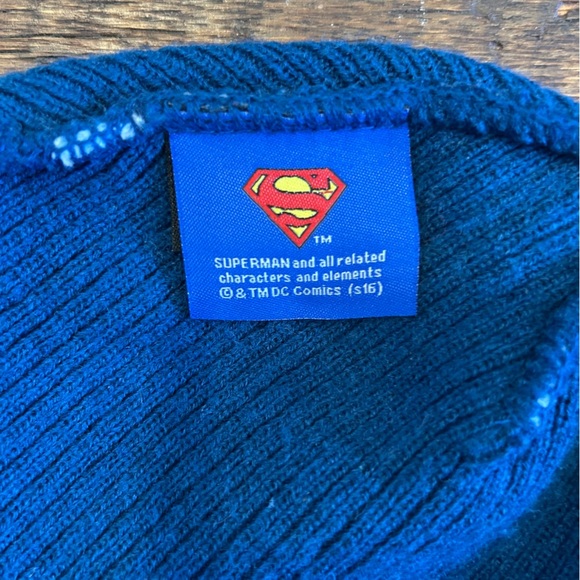 S
TM
SUPERMAN and all related
characters and elements
© & TM DC Comics (s16)